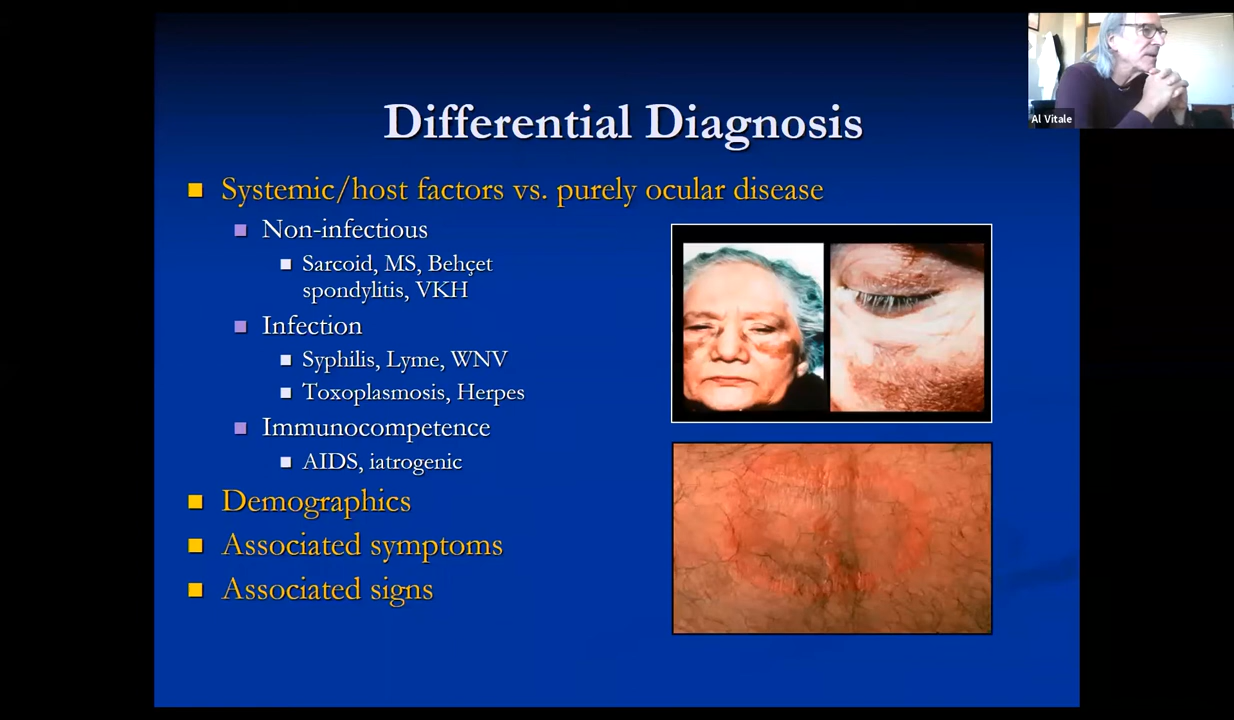 Differential Diagnosis
Al Vitale
Systemic/host factors vs. purely ocular disease
Non-infectious
Sarcoid, MS, Behçet
spondylitis, VKH
Infection
Syphilis, Lyme, WNV
Toxoplasmosis, Herpes
Immunocompetence
AIDS, iatrogenic
Demographics
Associated symptoms
Associated signs